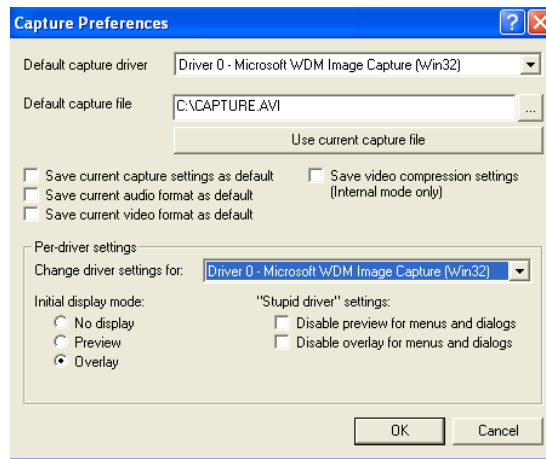 Capture Preferences
Default capture driver Driver 0 - Microsoft WDM Image Capture (Win32)
Default capture file C:\CAPTURE.AVI ...
Use current capture file
Save current capture settings as default Save video compression settings
Save current audio format as default (Internal mode only)
Save current video format as default
Per-driver settings
Change driver settings for: Driver 0 - Microsoft WDM Image Capture (Win32)
Initial display mode: "Stupid driver" settings:
No display Disable preview for menus and dialogs
Preview Disable overlay for menus and dialogs
Overlay
OK Cancel